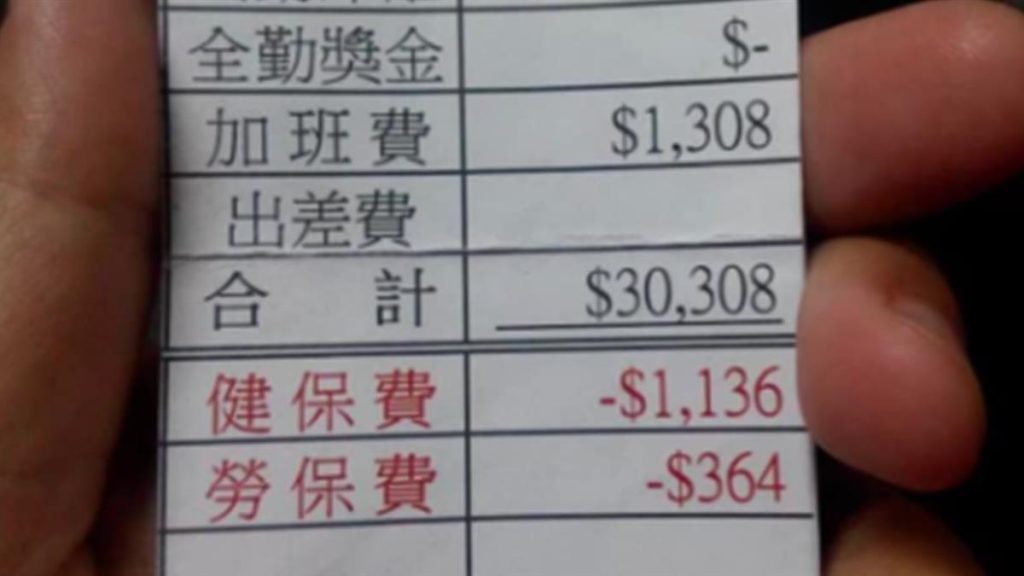 全勤獎金 $-
加班費 $1,308
出差費
合計 $30,308
健保費 -$1,136
勞保費 -$364